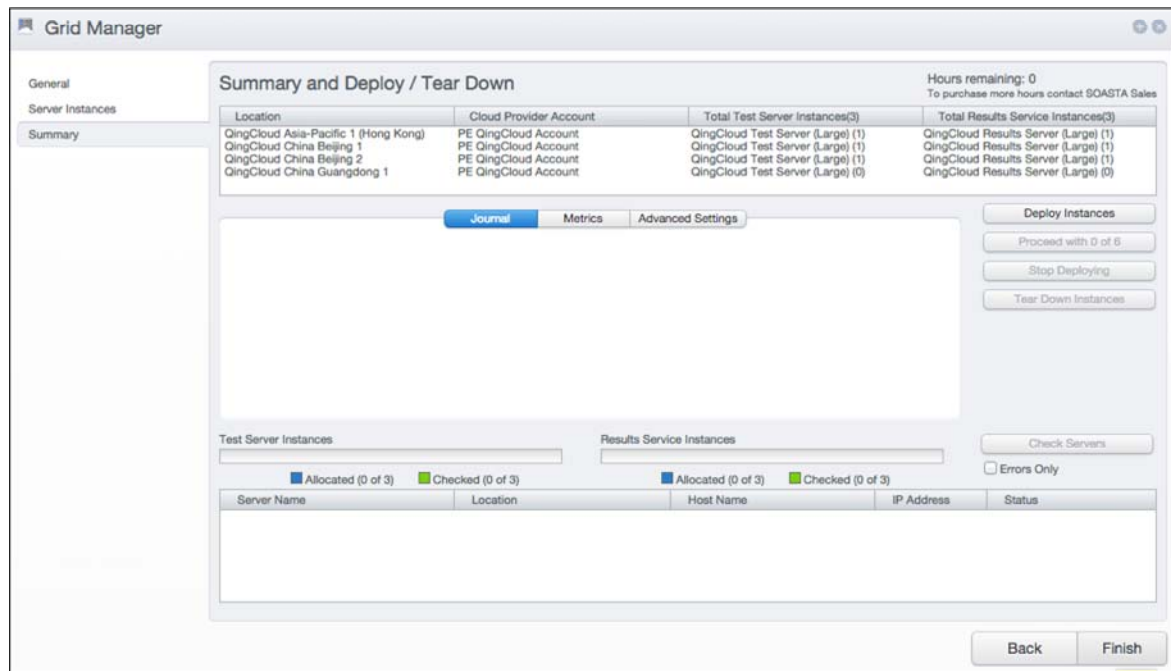 Grid Manager
General
Server Instances
Summary
Summary and Deploy / Tear Down
Hours remaining: 0
To purchase more hours contact SOASTA Sales
Location Cloud Provider Account Total Test Server Instances(3) Total Results Service Instances(3)
QingCloud Asia-Pacific 1 (Hong Kong) PE QingCloud Account QingCloud Test Server (Large) (1) QingCloud Results Server (Large) (1)
QingCloud China Beijing 1 PE QingCloud Account QingCloud Test Server (Large) (1) QingCloud Results Server (Large) (1)
QingCloud China Beijing 2 PE QingCloud Account QingCloud Test Server (Large) (1) QingCloud Results Server (Large) (1)
QingCloud China Guangdong 1 PE QingCloud Account QingCloud Test Server (Large) (0) QingCloud Results Server (Large) (0)
Journal Metrics Advanced Settings
Deploy Instances
Proceed with 0 of 6
Stop Deploying
Tear Down Instances
Test Server Instances Results Service Instances
Check Servers
Errors Only
Allocated (0 of 3) Checked (0 of 3) Allocated (0 of 3) Checked (0 of 3)
Server Name Location Host Name IP Address Status
Back Finish